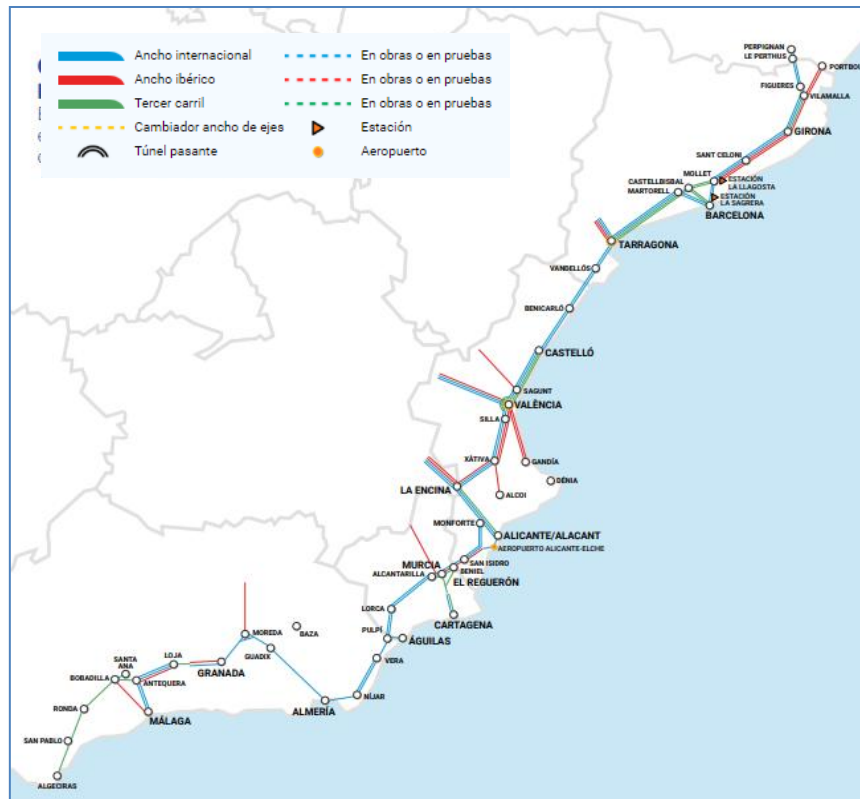 Ancho internacional
En obras o en pruebas
Ancho ibérico
En obras o en pruebas
Tercer carril
En obras o en pruebas
Cambiador ancho de ejes
Estación
Túnel pasante
Aeropuerto
PERPIGNAN
LE PERTHUS
PORTBOU
FIGUERES
VILAMALLA
GIRONA
SANT CELONI
MOLLET
ESTACIÓN
LA LLAGOSTA
CASTELLBISBAL
MARTORELL
ESTACIÓN
LA SAGRERA
BARCELONA
TARRAGONA
VANDELLÓS
BENICARLÓ
CASTELLÓ
SAGUNT
VALÈNCIA
SILLA
XÀTIVA
GANDÍA
DÉNIA
LA ENCINA
ALCOI
MONFORTE
ALICANTE/ALACANT
AEROPUERTO ALICANTE-ELCHE
SAN ISIDRO
MURCIA
BENIEL
ALCANTARILLA
EL REGUERÓN
LORCA
CARTAGENA
PULPÍ
ÁGUILAS
BAZA
MOREDA
GUADIX
VERA
LOJA
SANTA
ANA
GRANADA
BOBADILLA
ANTEQUERA
NÍJAR
RONDA
MÁLAGA
ALMERÍA
SAN PABLO
ALGECIRAS